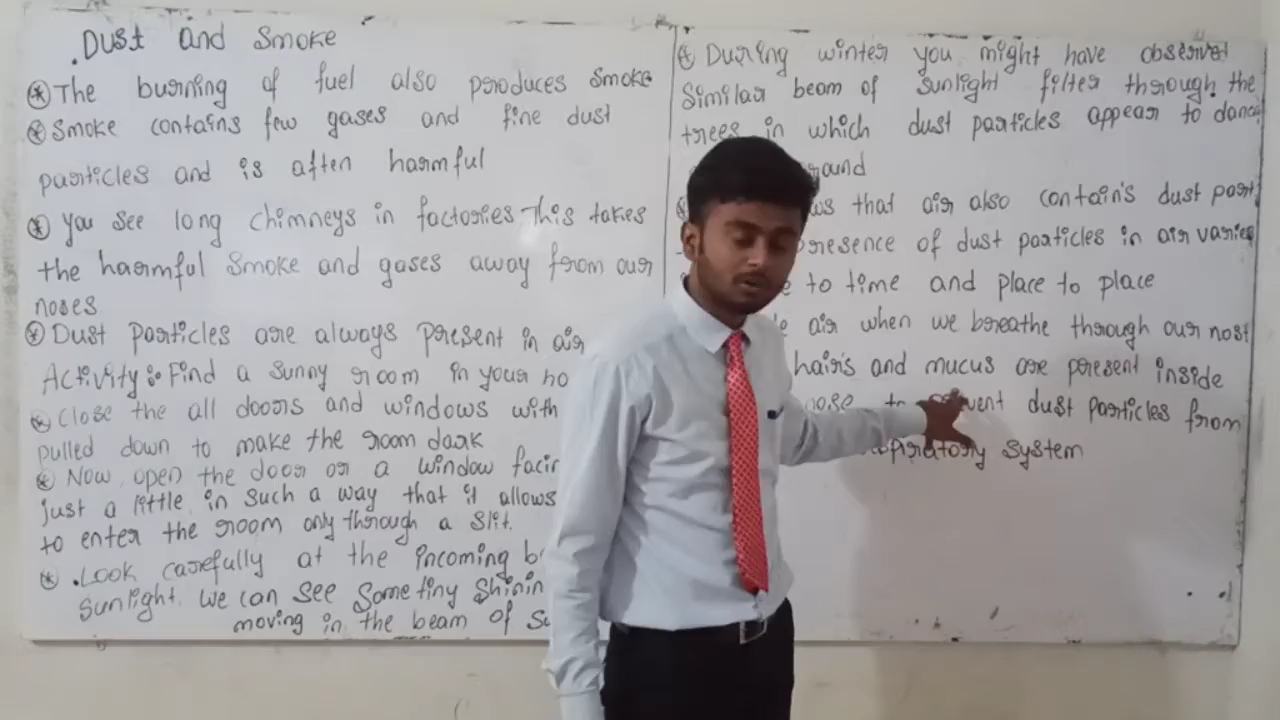 Dust and Smoke
The burning of fuel also produces smoke
Smoke contains few gases and fine dust
particles and is often harmful
You see long chimneys in factories. This takes
the harmful smoke and gases away from our
noses
Dust particles are always present in air
Activity: Find a sunny room in your ho
Close the all doors and windows with
pulled down to make the room dark
Now open the door or a window facin
just a little in such a way that it allows
to enter the room only through a slit.
Look carefully at the incoming b
sunlight. We can see some tiny shinin
moving in the beam of su
During winter you might have observed
Similar beam of sunlight filter through the
trees in which dust particles appear to dance
ound
ws that air also contain's dust part
presence of dust particles in air varies
e to time and place to place
e air when we breathe through our nost
hairs and mucus are present inside
nose to prevent dust particles from
spiratory system